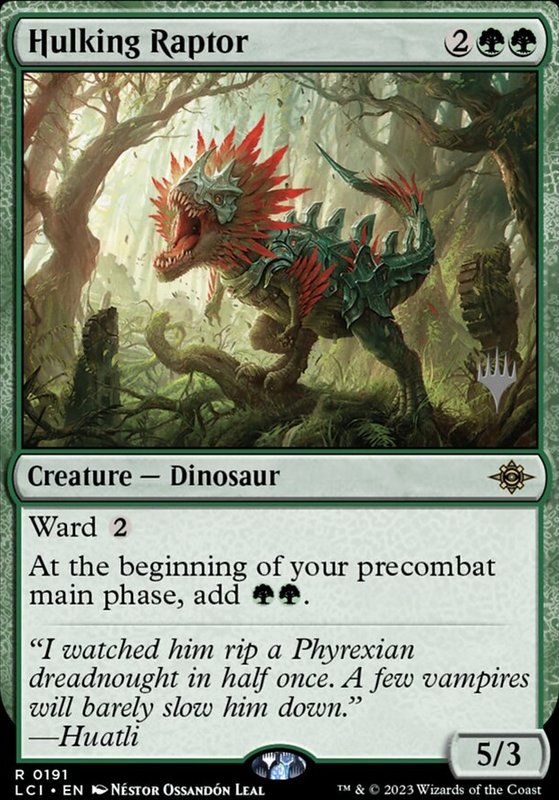 Hulking Raptor 2
Creature — Dinosaur
Ward 2
At the beginning of your precombat
main phase, add .
“I watched him rip a Phyrexian
dreadnought in half once. A few vampires
will barely slow him down.”
—Huatli
5/3
R 0191
LCI • EN Néstor Ossandón Leal
™ & © 2023 Wizards of the Coast